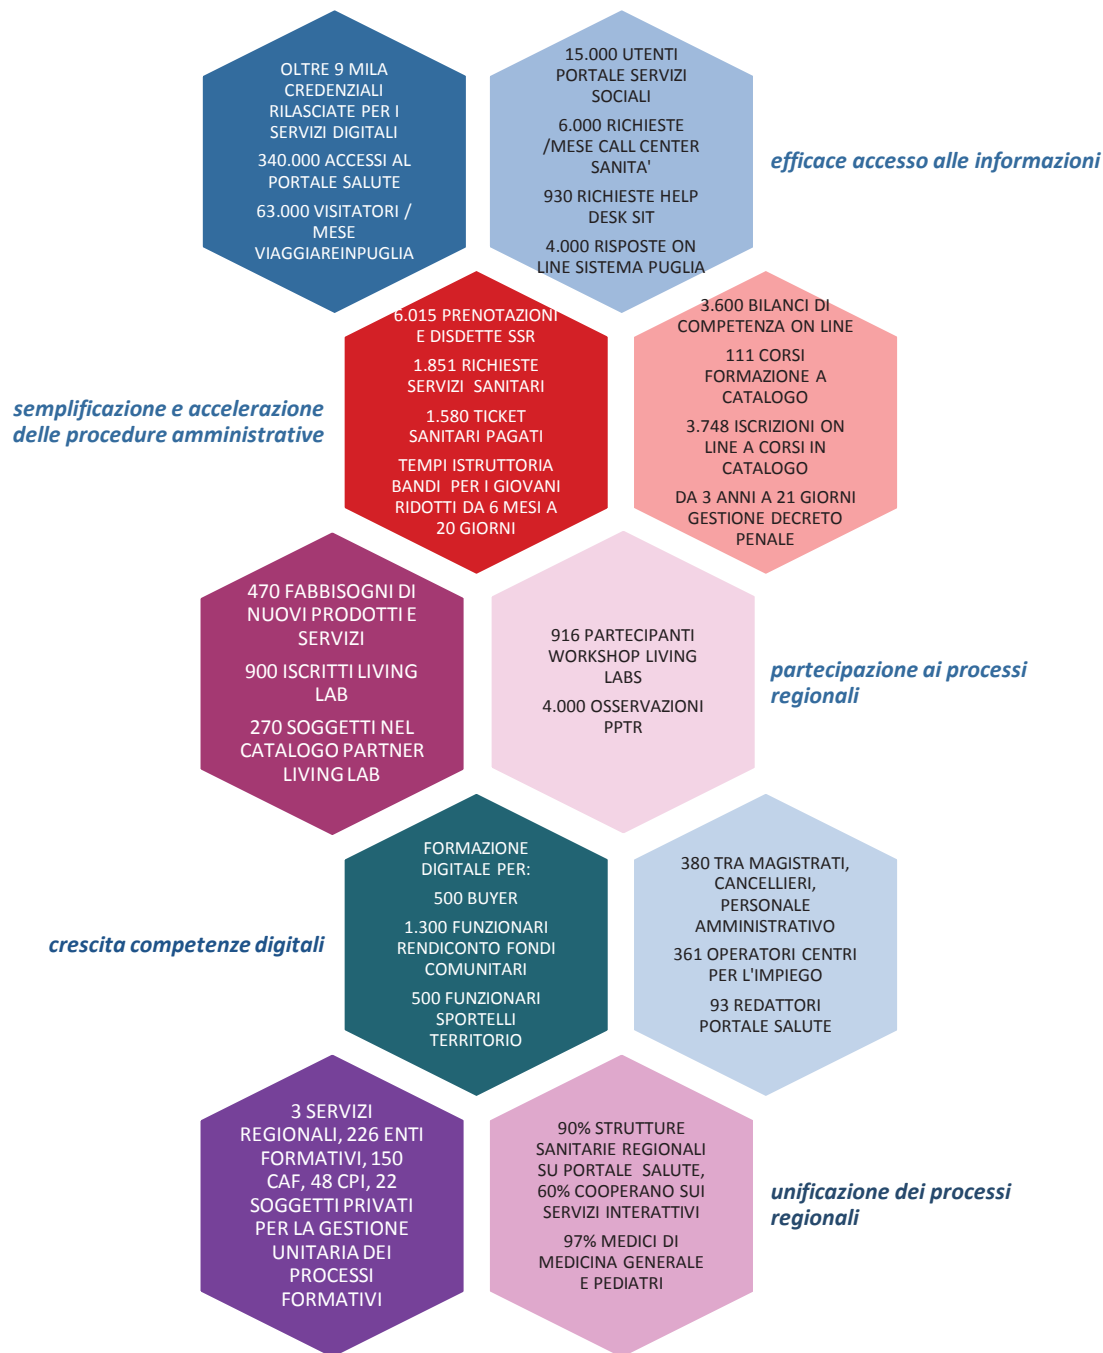 OLTRE 9 MILA
CREDENZIALI
RILASCIATE PER I
SERVIZI DIGITALI
340.000 ACCESSI AL
PORTALE SALUTE
63.000 VISITATORI /
MESE
VIAGGIAREINPUGLIA
15.000 UTENTI
PORTALE SERVIZI
SOCIALI
6.000 RICHIESTE
/MESE CALL CENTER
SANITA'
930 RICHIESTE HELP
DESK SIT
4.000 RISPOSTE ON
LINE SISTEMA PUGLIA
efficace accesso alle informazioni
semplificazione e accelerazione
delle procedure amministrative
6.015 PRENOTAZIONI
E DISDETTE SSR
1.851 RICHIESTE
SERVIZI SANITARI
1.580 TICKET
SANITARI PAGATI
TEMPI ISTRUTTORIA
BANDI PER I GIOVANI
RIDOTTI DA 6 MESI A
20 GIORNI
3.600 BILANCI DI
COMPETENZA ON LINE
111 CORSI
FORMAZIONE A
CATALOGO
3.748 ISCRIZIONI ON
LINE A CORSI IN
CATALOGO
DA 3 ANNI A 21 GIORNI
GESTIONE DECRETO
PENALE
470 FABBISOGNI DI
NUOVI PRODOTTI E
SERVIZI
900 ISCRITTI LIVING
LAB
270 SOGGETTI NEL
CATALOGO PARTNER
LIVING LAB
916 PARTECIPANTI
WORKSHOP LIVING
LABS
4.000 OSSERVAZIONI
PPTR
partecipazione ai processi
regionali
crescita competenze digitali
FORMAZIONE
DIGITALE PER:
500 BUYER
1.300 FUNZIONARI
RENDICONTO FONDI
COMUNITARI
500 FUNZIONARI
SPORTELLI
TERRITORIO
380 TRA MAGISTRATI,
CANCELLIERI,
PERSONALE
AMMINISTRATIVO
361 OPERATORI CENTRI
PER L'IMPIEGO
93 REDATTORI
PORTALE SALUTE
3 SERVIZI
REGIONALI, 226 ENTI
FORMATIVI, 150
CAF, 48 CPI, 22
SOGGETTI PRIVATI
PER LA GESTIONE
UNITARIA DEI
PROCESSI
FORMATIVI
90% STRUTTURE
SANITARIE REGIONALI
SU PORTALE SALUTE,
60% COOPERANO SUI
SERVIZI INTERATTIVI
97% MEDICI DI
MEDICINA GENERALE
E PEDIATRI
unificazione dei processi
regionali